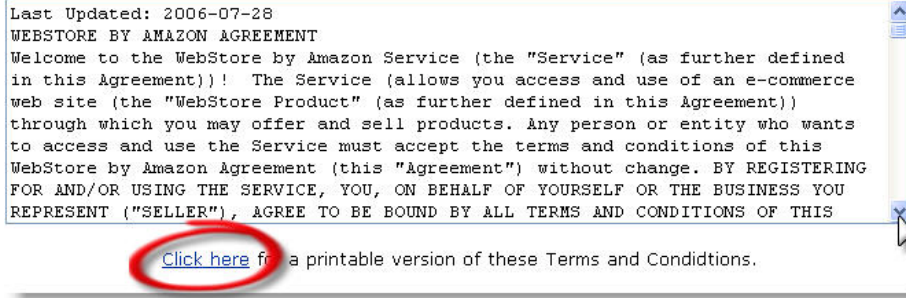 Last Updated: 2006-07-28
WEBSTORE BY AMAZON AGREEMENT
Welcome to the WebStore by Amazon Service (the "Service" (as further defined
in this Agreement))!  The Service (allows you access and use of an e-commerce
web site (the "WebStore Product" (as further defined in this Agreement))
through which you may offer and sell products. Any person or entity who wants
to access and use the Service must accept the terms and conditions of this
WebStore by Amazon Agreement (this "Agreement") without change. BY REGISTERING
FOR AND/OR USING THE SERVICE, YOU, ON BEHALF OF YOURSELF OR THE BUSINESS YOU
REPRESENT ("SELLER"), AGREE TO BE BOUND BY ALL TERMS AND CONDITIONS OF THIS
Click here for a printable version of these Terms and Condidtions.